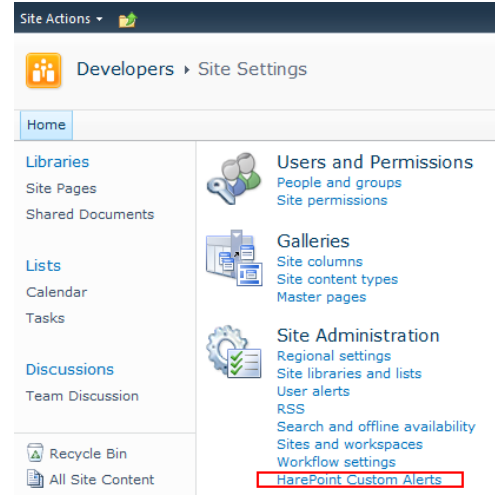 Site Actions
Developers ▸ Site Settings
Home
Libraries
Site Pages
Shared Documents
Lists
Calendar
Tasks
Discussions
Team Discussion
Recycle Bin
All Site Content
Users and Permissions
People and groups
Site permissions
Galleries
Site columns
Site content types
Master pages
Site Administration
Regional settings
Site libraries and lists
User alerts
RSS
Search and offline availability
Sites and workspaces
Workflow settings
HarePoint Custom Alerts